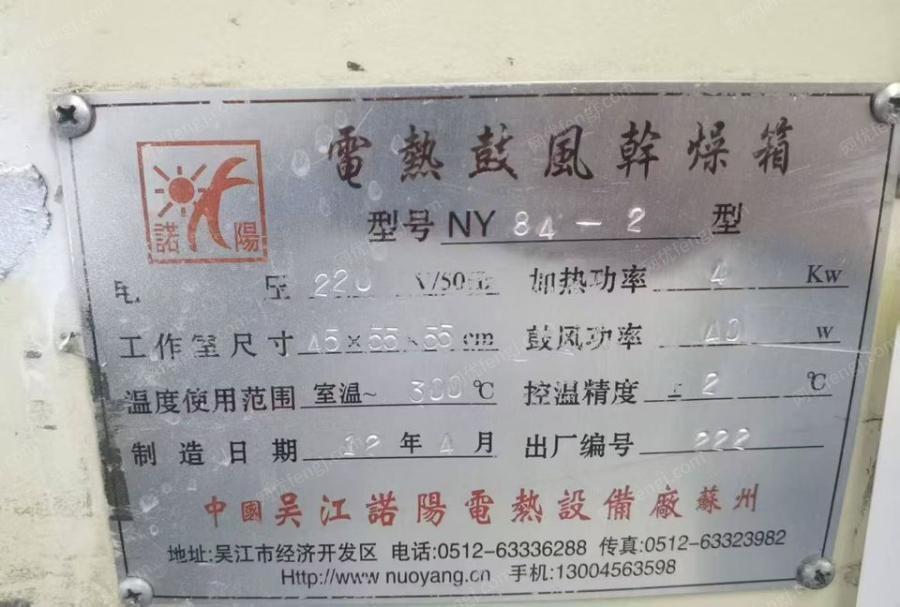 電熱鼓風幹燥箱
諾陽
型号 NY 84-2 型
电 压 220 V/50Hz 加热功率 4 Kw
工作室尺寸 45×55×55 cm 鼓风功率 40 w
温度使用范围 室温~ 300 ℃ 控温精度 ± 2 ℃
制造日期 12 年 4 月 出厂编号 222
中國吴江諾陽電熱設備廠蘇州
地址:吴江市经济开发区 电话:0512-63336288 传真:0512-63323982
Http://www nuoyang.cn 手机:13004563598